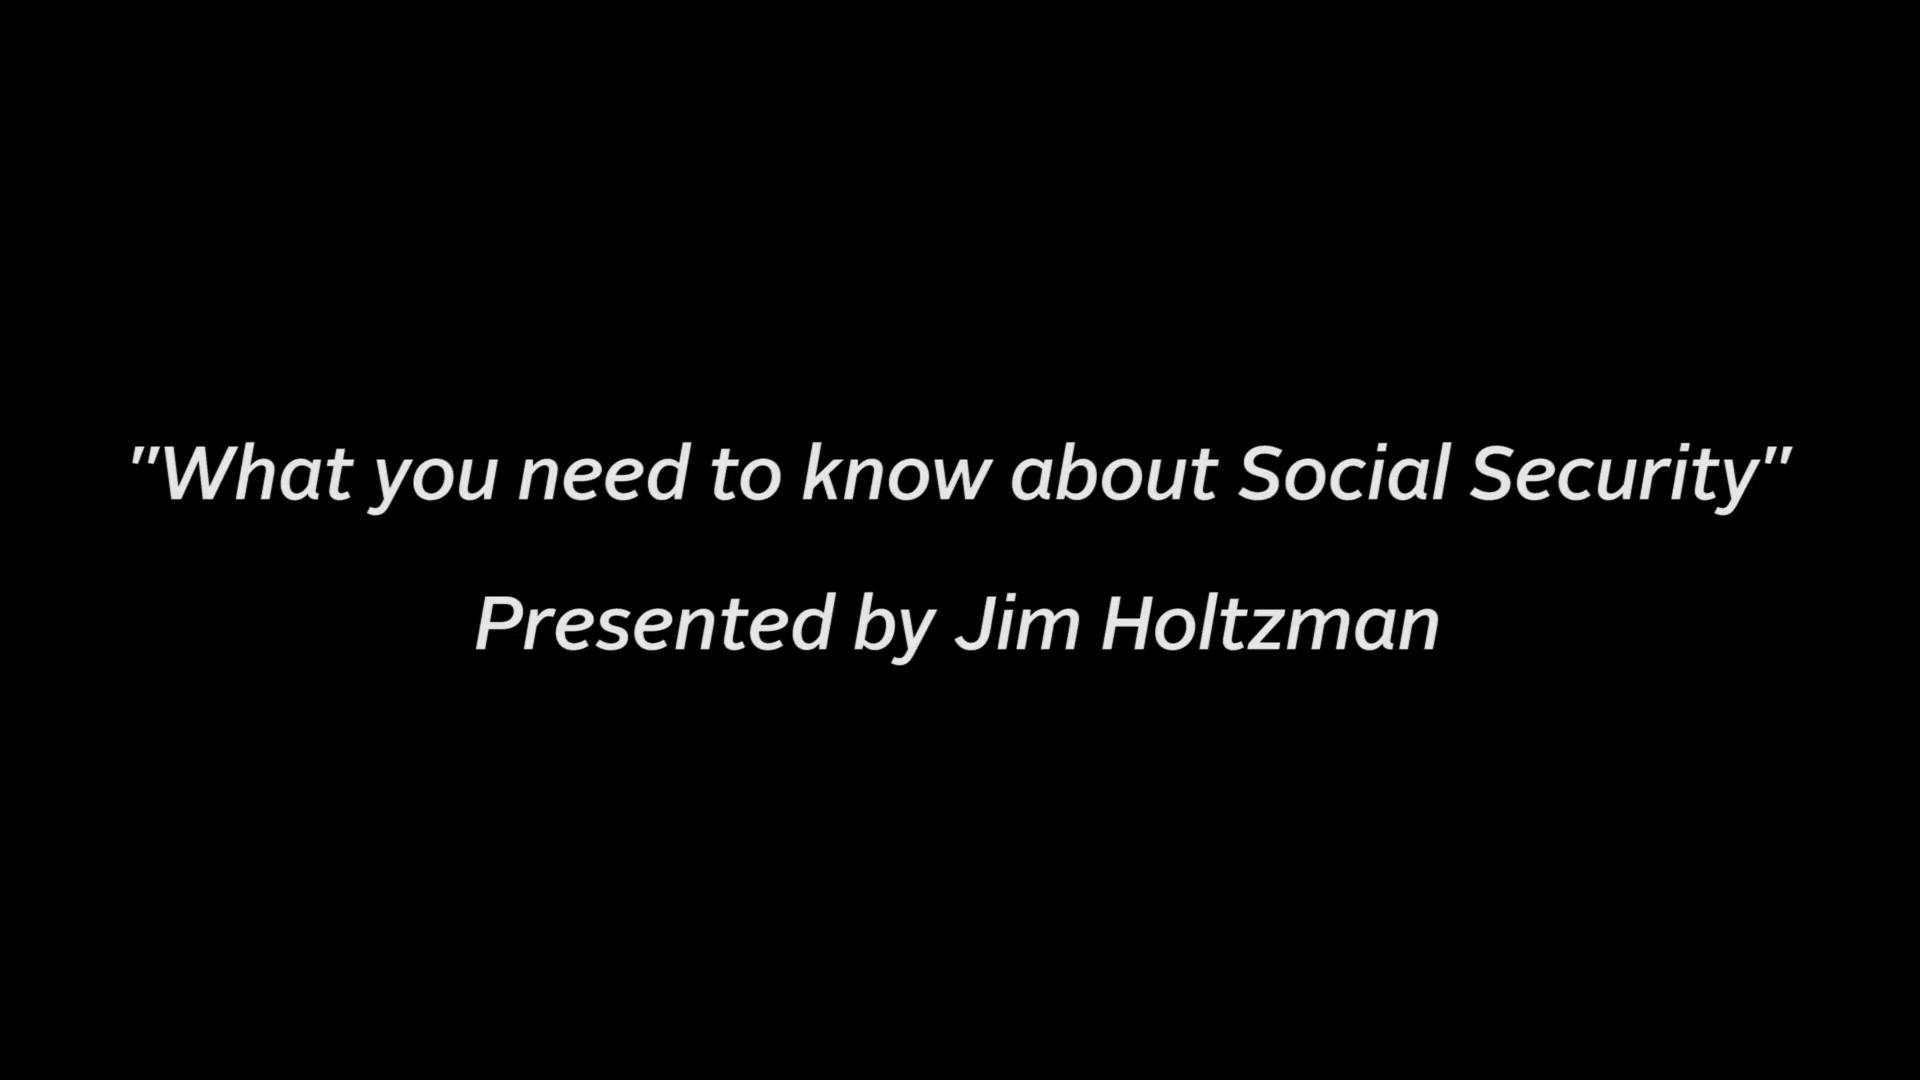 "What you need to know about Social Security"
Presented by Jim Holtzman